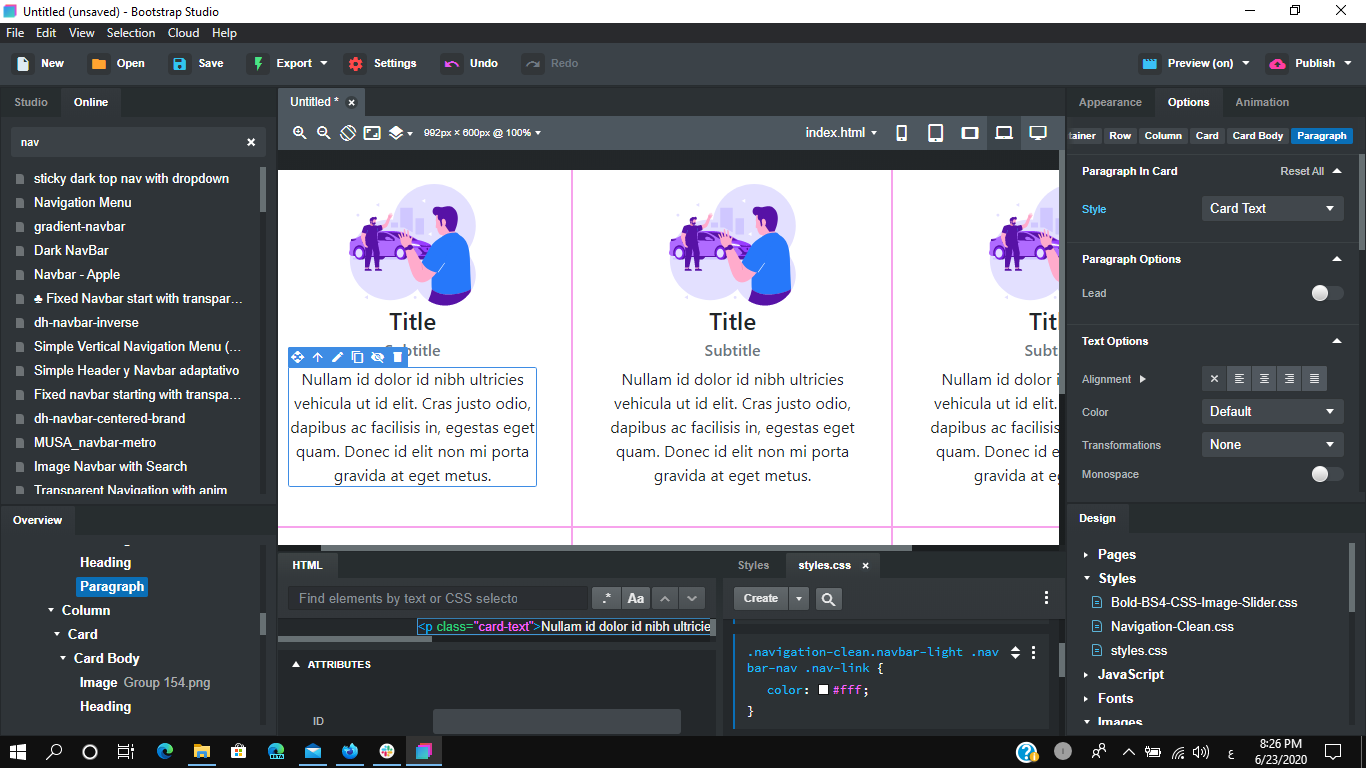 Untitled (unsaved) - Bootstrap Studio
File Edit View Selection Cloud Help
New Open Save Export Settings Undo Redo Preview (on) Publish
Studio Online
nav
sticky dark top nav with dropdown
Navigation Menu
gradient-navbar
Dark NavBar
Navbar - Apple
♣ Fixed Navbar start with transpar...
dh-navbar-inverse
Simple Vertical Navigation Menu (...
Simple Header y Navbar adaptativo
Fixed navbar starting with transpa...
dh-navbar-centered-brand
MUSA_navbar-metro
Image Navbar with Search
Transparent Navigation with anim
Overview
Heading
Paragraph
Column
Card
Card Body
Image Group 154.png
Heading
Untitled *
992px × 600px @ 100%
index.html
Title
btitle
Nullam id dolor id nibh ultricies
vehicula ut id elit. Cras justo odio,
dapibus ac facilisis in, egestas eget
quam. Donec id elit non mi porta
gravida at eget metus.
Title
Subtitle
Nullam id dolor id nibh ultricies
vehicula ut id elit. Cras justo odio,
dapibus ac facilisis in, egestas eget
quam. Donec id elit non mi porta
gravida at eget metus.
Titl
Subt
Nullam id dolor id
vehicula ut id elit.
dapibus ac facilisis
quam. Donec id e
gravida at eg
HTML
Find elements by text or CSS selecto
.* Aa
<p class="card-text">Nullam id dolor id nibh ultricie
ATTRIBUTES
ID
Styles styles.css
Create
.navigation-clean.navbar-light .nav
bar-nav .nav-link {
color: #fff;
}
Appearance Options Animation
tainer Row Column Card Card Body Paragraph
Paragraph In Card Reset All
Style Card Text
Paragraph Options
Lead
Text Options
Alignment
Color Default
Transformations None
Monospace
Design
Pages
Styles
Bold-BS4-CSS-Image-Slider.css
Navigation-Clean.css
styles.css
JavaScript
Fonts
Images
ع
8:26 PM
6/23/2020